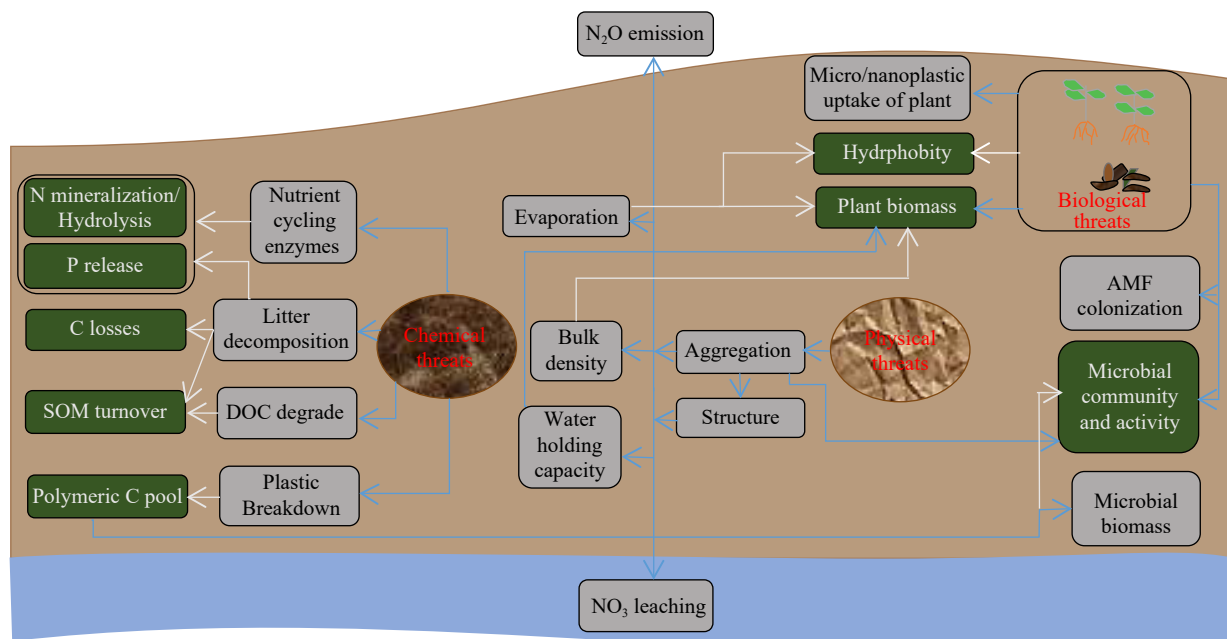 N₂O emission
Micro/nanoplastic
uptake of plant
Hydrphobity
Plant biomass
Biological
threats
N mineralization/
Hydrolysis
P release
Nutrient
cycling
enzymes
Evaporation
C losses
Litter
decomposition
Chemical
threats
Bulk
density
Aggregation
Physical
threats
AMF
colonization
Microbial
community
and activity
SOM turnover
DOC degrade
Water
holding
capacity
Structure
Polymeric C pool
Plastic
Breakdown
Microbial
biomass
NO₃ leaching